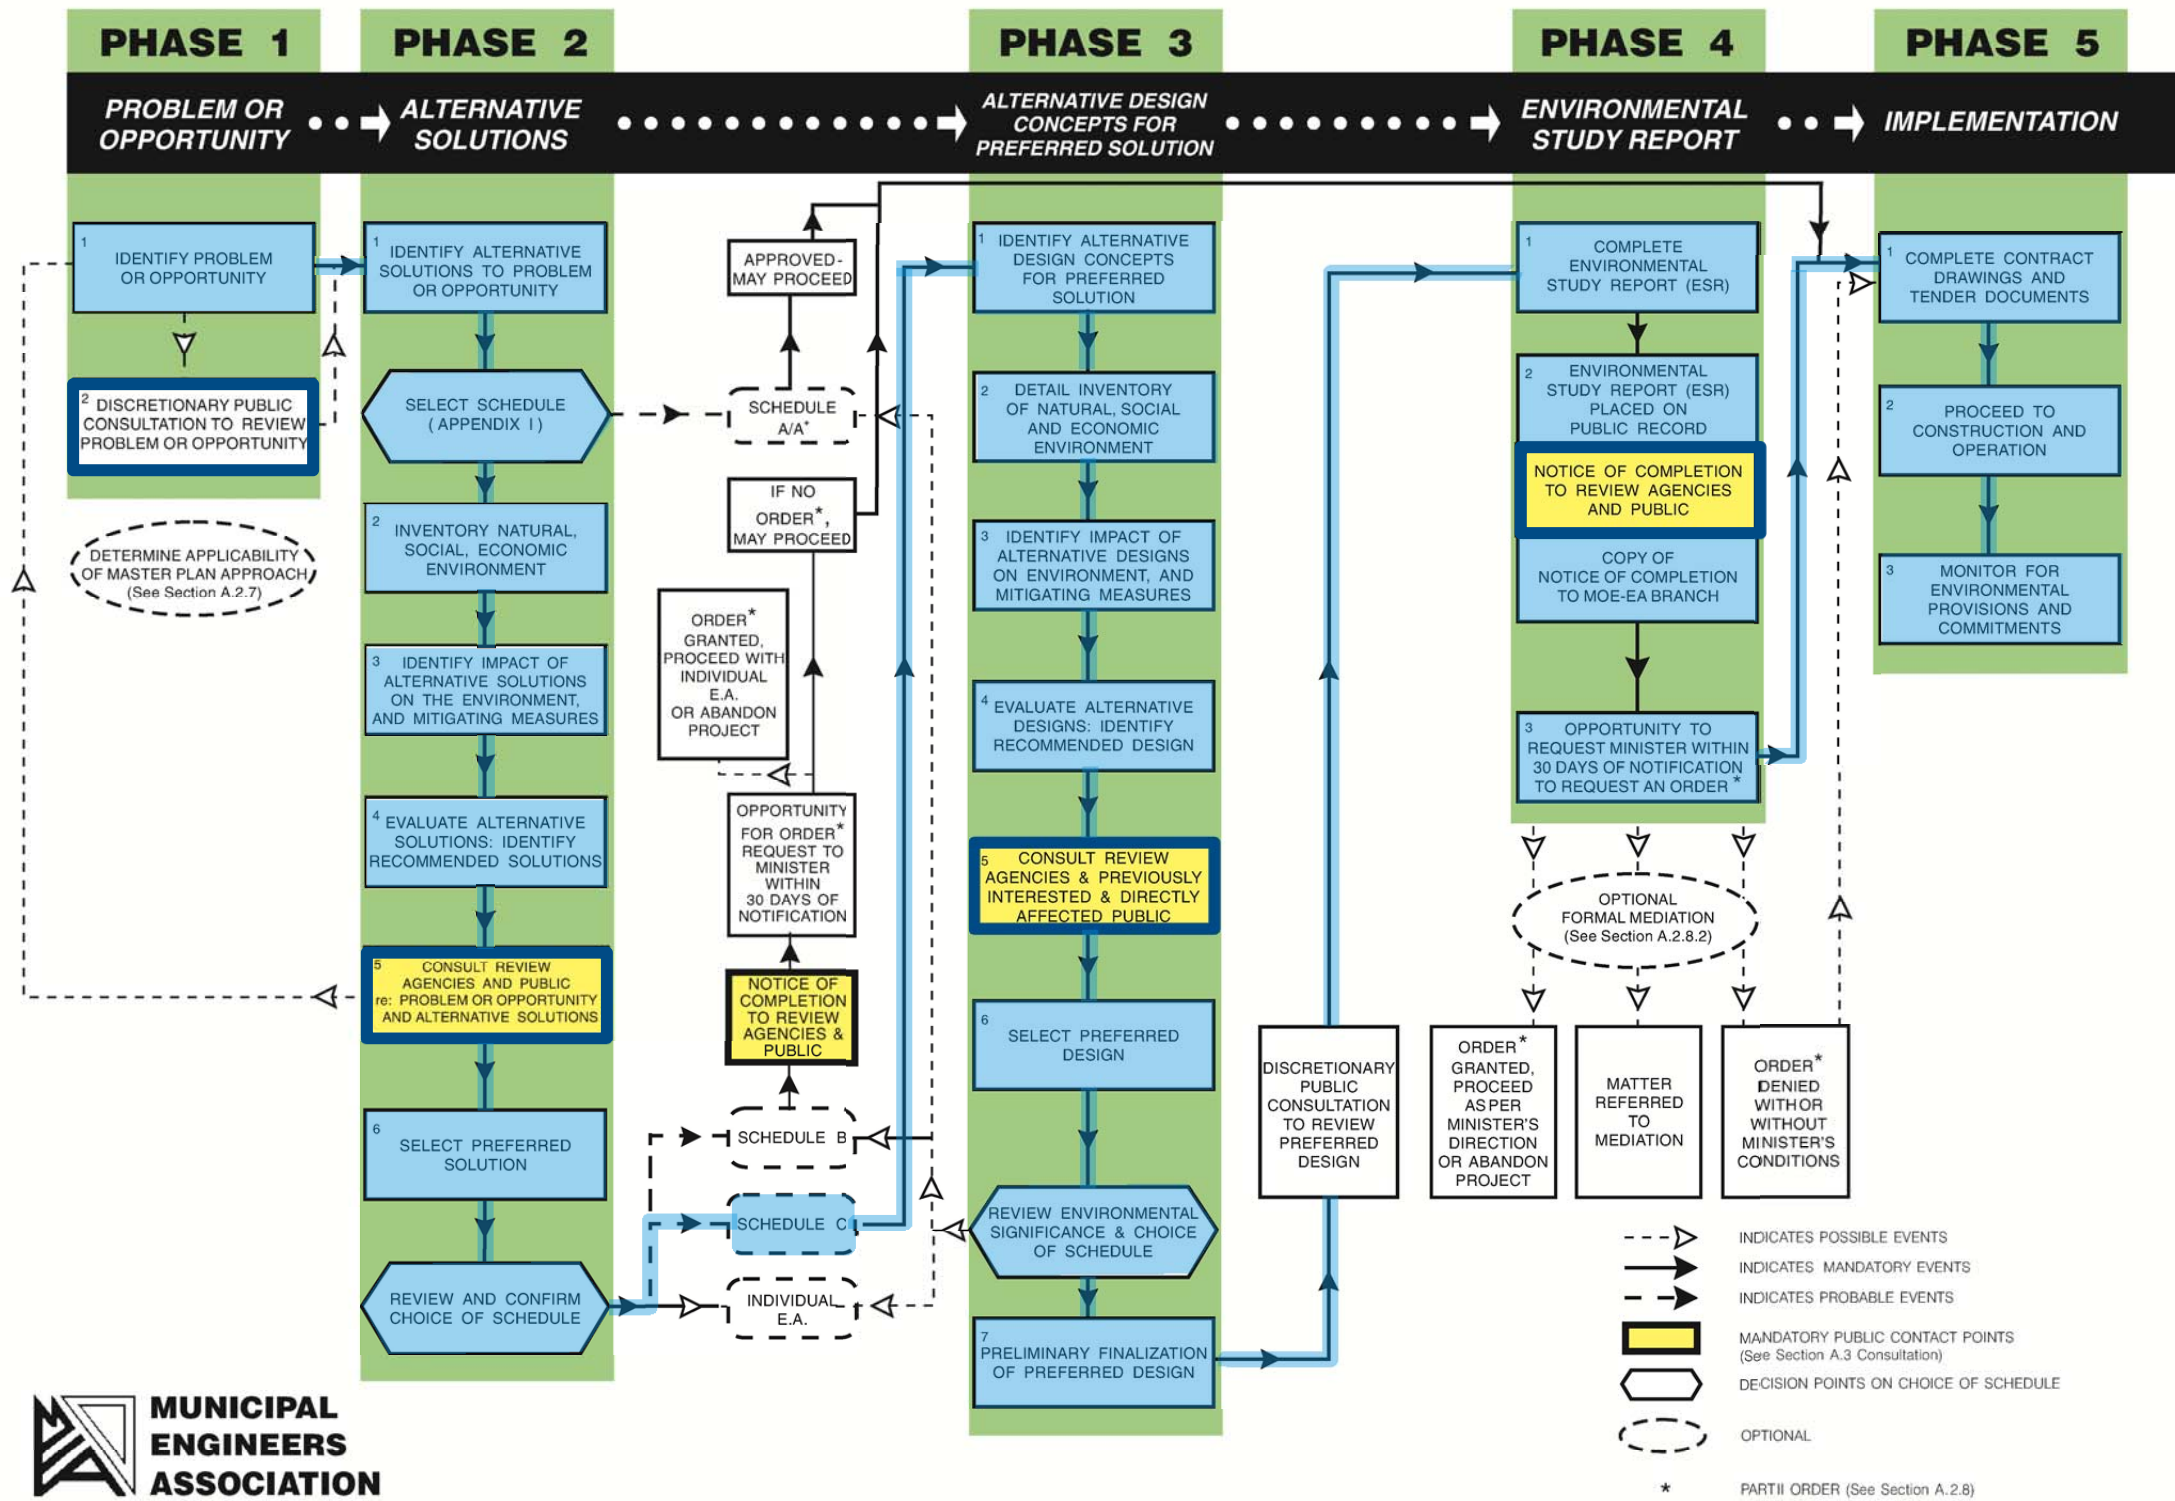 PHASE 1
PHASE 2
PHASE 3
PHASE 4
PHASE 5
PROBLEM OR
OPPORTUNITY
ALTERNATIVE
SOLUTIONS
ALTERNATIVE DESIGN
CONCEPTS FOR
PREFERRED SOLUTION
ENVIRONMENTAL
STUDY REPORT
IMPLEMENTATION
1
IDENTIFY PROBLEM
OR OPPORTUNITY
2 DISCRETIONARY PUBLIC
CONSULTATION TO REVIEW
PROBLEM OR OPPORTUNITY
DETERMINE APPLICABILITY
OF MASTER PLAN APPROACH
(See Section A.2.7)
1
IDENTIFY ALTERNATIVE
SOLUTIONS TO PROBLEM
OR OPPORTUNITY
SELECT SCHEDULE
(APPENDIX I)
2
INVENTORY NATURAL,
SOCIAL, ECONOMIC
ENVIRONMENT
3 IDENTIFY IMPACT OF
ALTERNATIVE SOLUTIONS
ON THE ENVIRONMENT,
AND MITIGATING MEASURES
4 EVALUATE ALTERNATIVE
SOLUTIONS: IDENTIFY
RECOMMENDED SOLUTIONS
5 CONSULT REVIEW
AGENCIES AND PUBLIC
re: PROBLEM OR OPPORTUNITY
AND ALTERNATIVE SOLUTIONS
6
SELECT PREFERRED
SOLUTION
REVIEW AND CONFIRM
CHOICE OF SCHEDULE
APPROVED-
MAY PROCEED
SCHEDULE
A/A+
IF NO
ORDER*,
MAY PROCEED
ORDER*
GRANTED,
PROCEED WITH
INDIVIDUAL
E.A.
OR ABANDON
PROJECT
OPPORTUNITY
FOR ORDER*
REQUEST TO
MINISTER
WITHIN
30 DAYS OF
NOTIFICATION
NOTICE OF
COMPLETION
TO REVIEW
AGENCIES &
PUBLIC
SCHEDULE B
SCHEDULE C
INDIVIDUAL
E.A.
1 IDENTIFY ALTERNATIVE
DESIGN CONCEPTS
FOR PREFERRED
SOLUTION
2 DETAIL INVENTORY
OF NATURAL, SOCIAL
AND ECONOMIC
ENVIRONMENT
3 IDENTIFY IMPACT OF
ALTERNATIVE DESIGNS
ON ENVIRONMENT, AND
MITIGATING MEASURES
4 EVALUATE ALTERNATIVE
DESIGNS: IDENTIFY
RECOMMENDED DESIGN
5 CONSULT REVIEW
AGENCIES & PREVIOUSLY
INTERESTED & DIRECTLY
AFFECTED PUBLIC
6
SELECT PREFERRED
DESIGN
REVIEW ENVIRONMENTAL
SIGNIFICANCE & CHOICE
OF SCHEDULE
7
PRELIMINARY FINALIZATION
OF PREFERRED DESIGN
DISCRETIONARY
PUBLIC
CONSULTATION
TO REVIEW
PREFERRED
DESIGN
1 COMPLETE
ENVIRONMENTAL
STUDY REPORT (ESR)
2 ENVIRONMENTAL
STUDY REPORT (ESR)
PLACED ON
PUBLIC RECORD
NOTICE OF COMPLETION
TO REVIEW AGENCIES
AND PUBLIC
COPY OF
NOTICE OF COMPLETION
TO MOE-EA BRANCH
3 OPPORTUNITY TO
REQUEST MINISTER WITHIN
30 DAYS OF NOTIFICATION
TO REQUEST AN ORDER*
OPTIONAL
FORMAL MEDIATION
(See Section A.2.8.2)
ORDER*
GRANTED,
PROCEED
AS PER
MINISTER'S
DIRECTION
OR ABANDON
PROJECT
MATTER
REFERRED
TO
MEDIATION
ORDER*
DENIED
WITH OR
WITHOUT
MINISTER'S
CONDITIONS
1 COMPLETE CONTRACT
DRAWINGS AND
TENDER DOCUMENTS
2
PROCEED TO
CONSTRUCTION AND
OPERATION
3 MONITOR FOR
ENVIRONMENTAL
PROVISIONS AND
COMMITMENTS
INDICATES POSSIBLE EVENTS
INDICATES MANDATORY EVENTS
INDICATES PROBABLE EVENTS
MANDATORY PUBLIC CONTACT POINTS
(See Section A.3 Consultation)
DECISION POINTS ON CHOICE OF SCHEDULE
OPTIONAL
* PART II ORDER (See Section A.2.8)
MUNICIPAL
ENGINEERS
ASSOCIATION